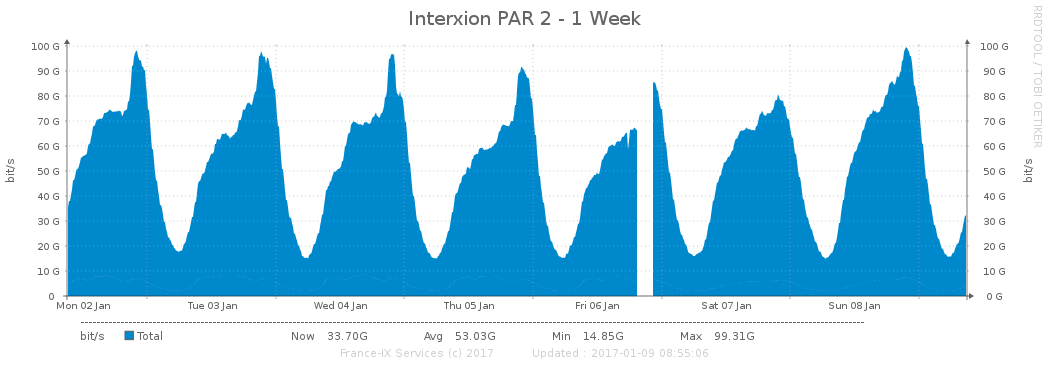 Interxion PAR 2 - 1 Week
RRDTOOL / TOBI OETIKER
100 G 100 G
90 G 90 G
80 G 80 G
70 G 70 G
60 G 60 G
50 G 50 G
40 G 40 G
30 G 30 G
20 G 20 G
10 G 10 G
0 0 G
bit/s bit/s
Mon 02 Jan Tue 03 Jan Wed 04 Jan Thu 05 Jan Fri 06 Jan Sat 07 Jan Sun 08 Jan
bit/s Total Now 33.70G Avg 53.03G Min 14.85G Max 99.31G
France-IX Services (c) 2017 Updated : 2017-01-09 08:55:06